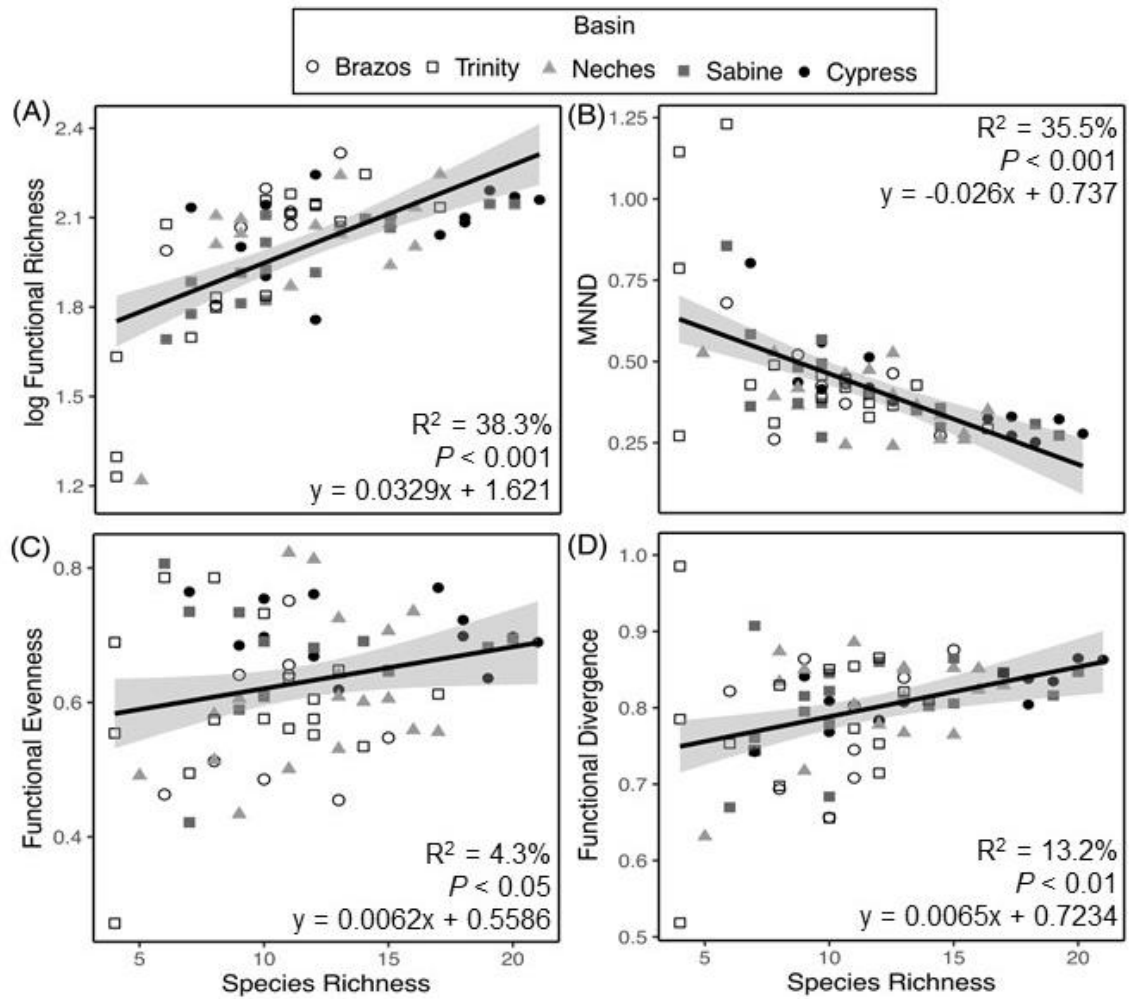 Basin
Brazos Trinity Neches Sabine Cypress
(A)
log Functional Richness
2.4
2.1
1.8
1.5
1.2
R² = 38.3%
P < 0.001
y = 0.0329x + 1.621
(B)
MNND
1.25
1.00
0.75
0.50
0.25
R² = 35.5%
P < 0.001
y = -0.026x + 0.737
(C)
Functional Evenness
0.8
0.6
0.4
R² = 4.3%
P < 0.05
y = 0.0062x + 0.5586
5 10 15 20
Species Richness
(D)
Functional Divergence
1.0
0.9
0.8
0.7
0.6
0.5
R² = 13.2%
P < 0.01
y = 0.0065x + 0.7234
5 10 15 20
Species Richness